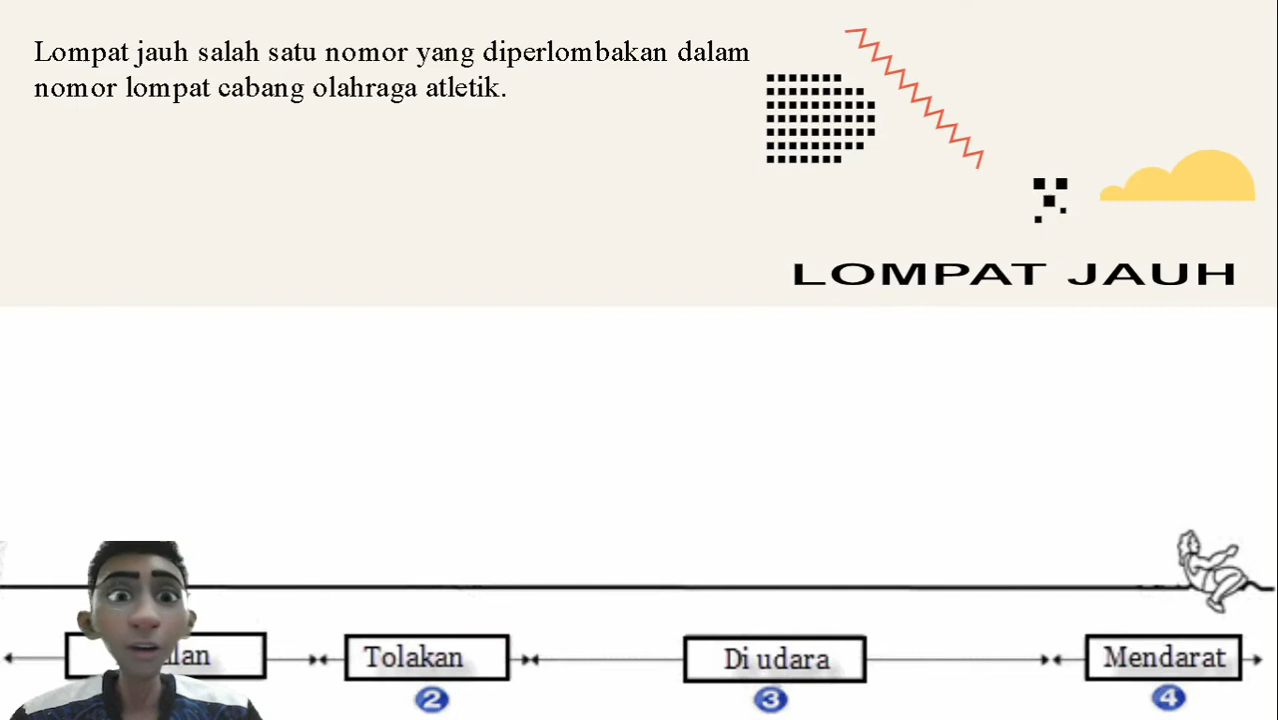 Lompat jauh salah satu nomor yang diperlombakan dalam
nomor lompat cabang olahraga atletik.
LOMPAT JAUH
Tolakan
Di udara
Mendarat
2
3
4